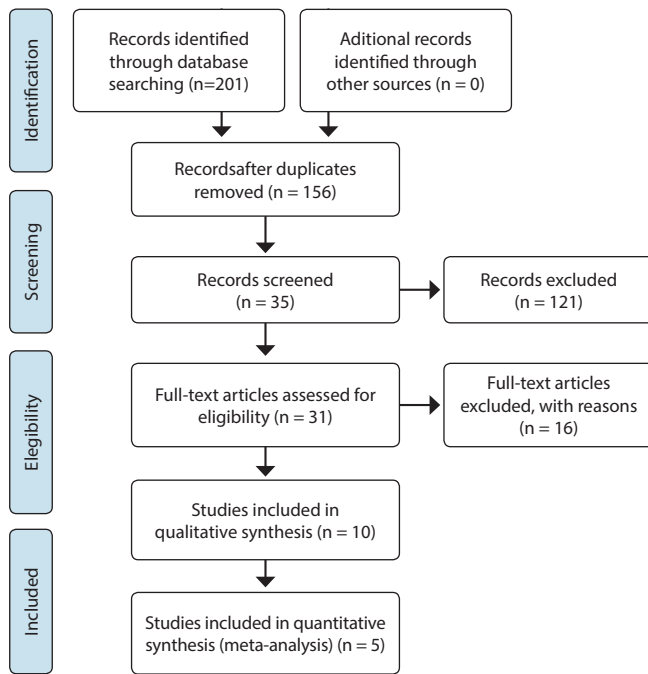 Identification
Records identified
through database
searching (n=201)
Aditional records
identified through
other sources (n = 0)
Recordsafter duplicates
removed (n = 156)
Screening
Records screened
(n = 35)
Records excluded
n = 121)
Elegibility
Full-text articles assessed for
eligibility (n = 31)
Full-text articles
excluded, with reasons
(n = 16)
Studies included in
qualitative synthesis (n = 10)
Included
Studies included in quantitative
synthesis (meta-analysis) (n = 5)